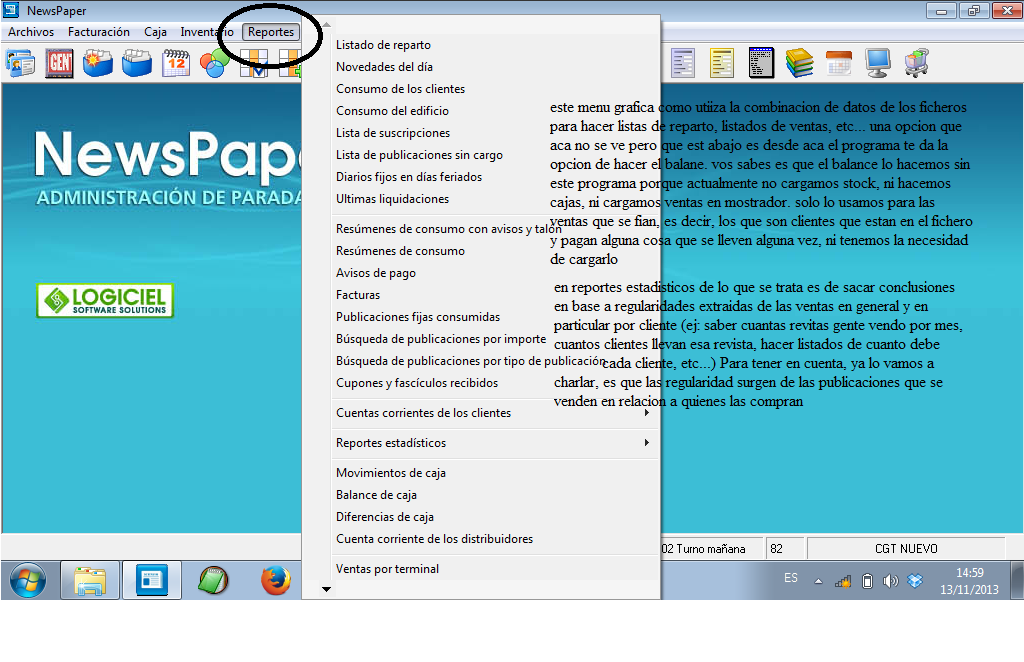 NewsPaper
Archivos Facturación Caja Inventario Reportes
GEN
12
NewsPape
ADMINISTRACIÓN DE PARADA
LOGICIEL
SOFTWARE SOLUTIONS
Listado de reparto
Novedades del día
Consumo de los clientes
Consumo del edificio
Lista de suscripciones
Lista de publicaciones sin cargo
Diarios fijos en días feriados
Ultimas liquidaciones
Resúmenes de consumo con avisos y talón
Resúmenes de consumo
Avisos de pago
Facturas
Publicaciones fijas consumidas
Búsqueda de publicaciones por importe
Búsqueda de publicaciones por tipo de publicación
Cupones y fascículos recibidos
Cuentas corrientes de los clientes
Reportes estadísticos
Movimientos de caja
Balance de caja
Diferencias de caja
Cuenta corriente de los distribuidores
Ventas por terminal
este menu grafica como utiiza la combinacion de datos de los ficheros
para hacer listas de reparto, listados de ventas, etc... una opcion que
aca no se ve pero que est abajo es desde aca el programa te da la
opcion de hacer el balane. vos sabes es que el balance lo hacemos sin
este programa porque actualmente no cargamos stock, ni hacemos
cajas, ni cargamos ventas en mostrador. solo lo usamos para las
ventas que se fian, es decir, los que son clientes que estan en el fichero
y pagan alguna cosa que se lleven alguna vez, ni tenemos la necesidad
de cargarlo
en reportes estadisticos de lo que se trata es de sacar conclusiones
en base a regularidades extraidas de las ventas en general y en
particular por cliente (ej: saber cuantas revitas gente vendo por mes,
cuantos clientes llevan esa revista, hacer listados de cuanto debe
cada cliente, etc...) Para tener en cuenta, ya lo vamos a
charlar, es que las regularidad surgen de las publicaciones que se
venden en relacion a quienes las compran
02 Turno mañana 82 CGT NUEVO
ES
14:59
13/11/2013